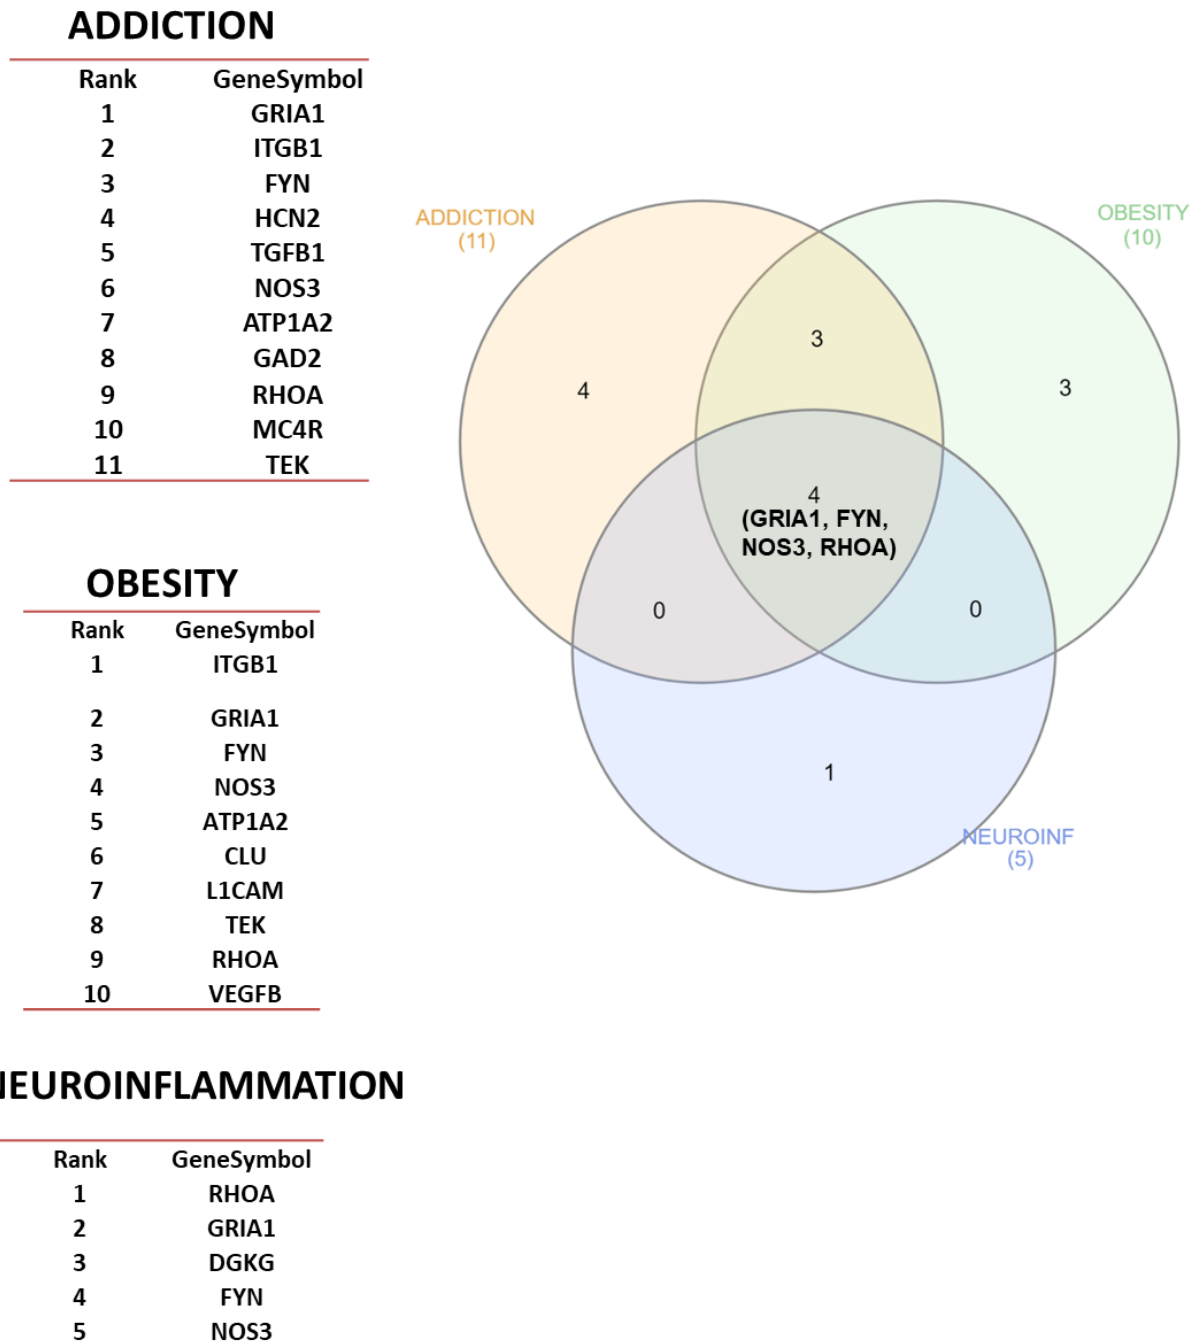 ADDICTION
Rank GeneSymbol
1 GRIA1
2 ITGB1
3 FYN
4 HCN2
5 TGFB1
6 NOS3
7 ATP1A2
8 GAD2
9 RHOA
10 MC4R
11 TEK
OBESITY
Rank GeneSymbol
1 ITGB1
2 GRIA1
3 FYN
4 NOS3
5 ATP1A2
6 CLU
7 L1CAM
8 TEK
9 RHOA
10 VEGFB
NEUROINFLAMMATION
Rank GeneSymbol
1 RHOA
2 GRIA1
3 DGKG
4 FYN
5 NOS3
ADDICTION
(11)
OBESITY
(10)
3
4
3
4
(GRIA1, FYN,
NOS3, RHOA)
0
0
1
NEUROINF
(5)